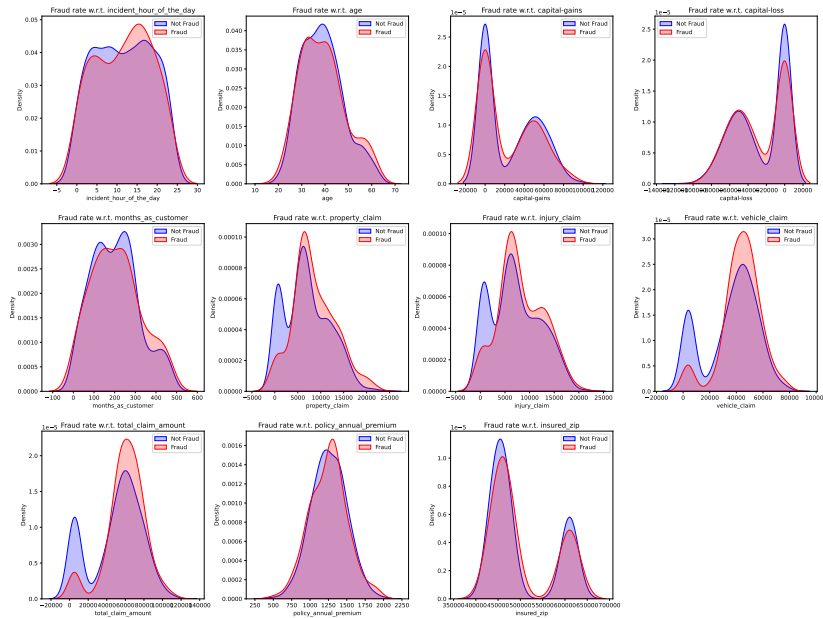 Fraud rate w.r.t. incident_hour_of_the_day
Not Fraud
Fraud
Density
0.05
0.04
0.03
0.02
0.01
0.00
−5 0 5 10 15 20 25 30
incident_hour_of_the_day
Fraud rate w.r.t. age
Not Fraud
Fraud
Density
0.040
0.035
0.030
0.025
0.020
0.015
0.010
0.005
0.000
10 20 30 40 50 60 70
age
Fraud rate w.r.t. capital-gains
1e−5
Not Fraud
Fraud
Density
2.5
2.0
1.5
1.0
0.5
0.0
−20000 0 20000 40000 60000 80000 100000 120000
capital-gains
Fraud rate w.r.t. capital-loss
1e−5
Not Fraud
Fraud
Density
2.5
2.0
1.5
1.0
0.5
0.0
−20000 0 20000
capital-loss
Fraud rate w.r.t. months_as_customer
Not Fraud
Fraud
Density
0.0030
0.0025
0.0020
0.0015
0.0010
0.0005
0.0000
−100 0 100 200 300 400 500 600
months_as_customer
Fraud rate w.r.t. property_claim
Not Fraud
Fraud
Density
0.00010
0.00008
0.00006
0.00004
0.00002
0.00000
−5000 0 5000 10000 15000 20000 25000
property_claim
Fraud rate w.r.t. injury_claim
Not Fraud
Fraud
Density
0.00010
0.00008
0.00006
0.00004
0.00002
0.00000
−5000 0 5000 10000 15000 20000 25000
injury_claim
Fraud rate w.r.t. vehicle_claim
1e−5
Not Fraud
Fraud
Density
3.0
2.5
2.0
1.5
1.0
0.5
0.0
−20000 0 20000 40000 60000 80000 100000
vehicle_claim
Fraud rate w.r.t. total_claim_amount
1e−5
Not Fraud
Fraud
Density
2.0
1.5
1.0
0.5
0.0
−20000 0 20000 40000 60000 80000 100000 120000 140000
total_claim_amount
Fraud rate w.r.t. policy_annual_premium
Not Fraud
Fraud
Density
0.0016
0.0014
0.0012
0.0010
0.0008
0.0006
0.0004
0.0002
0.0000
250 500 750 1000 1250 1500 1750 2000 2250
policy_annual_premium
Fraud rate w.r.t. insured_zip
1e−5
Not Fraud
Fraud
Density
1.0
0.8
0.6
0.4
0.2
0.0
350000 400000 450000 500000 550000 600000 650000 700000
insured_zip